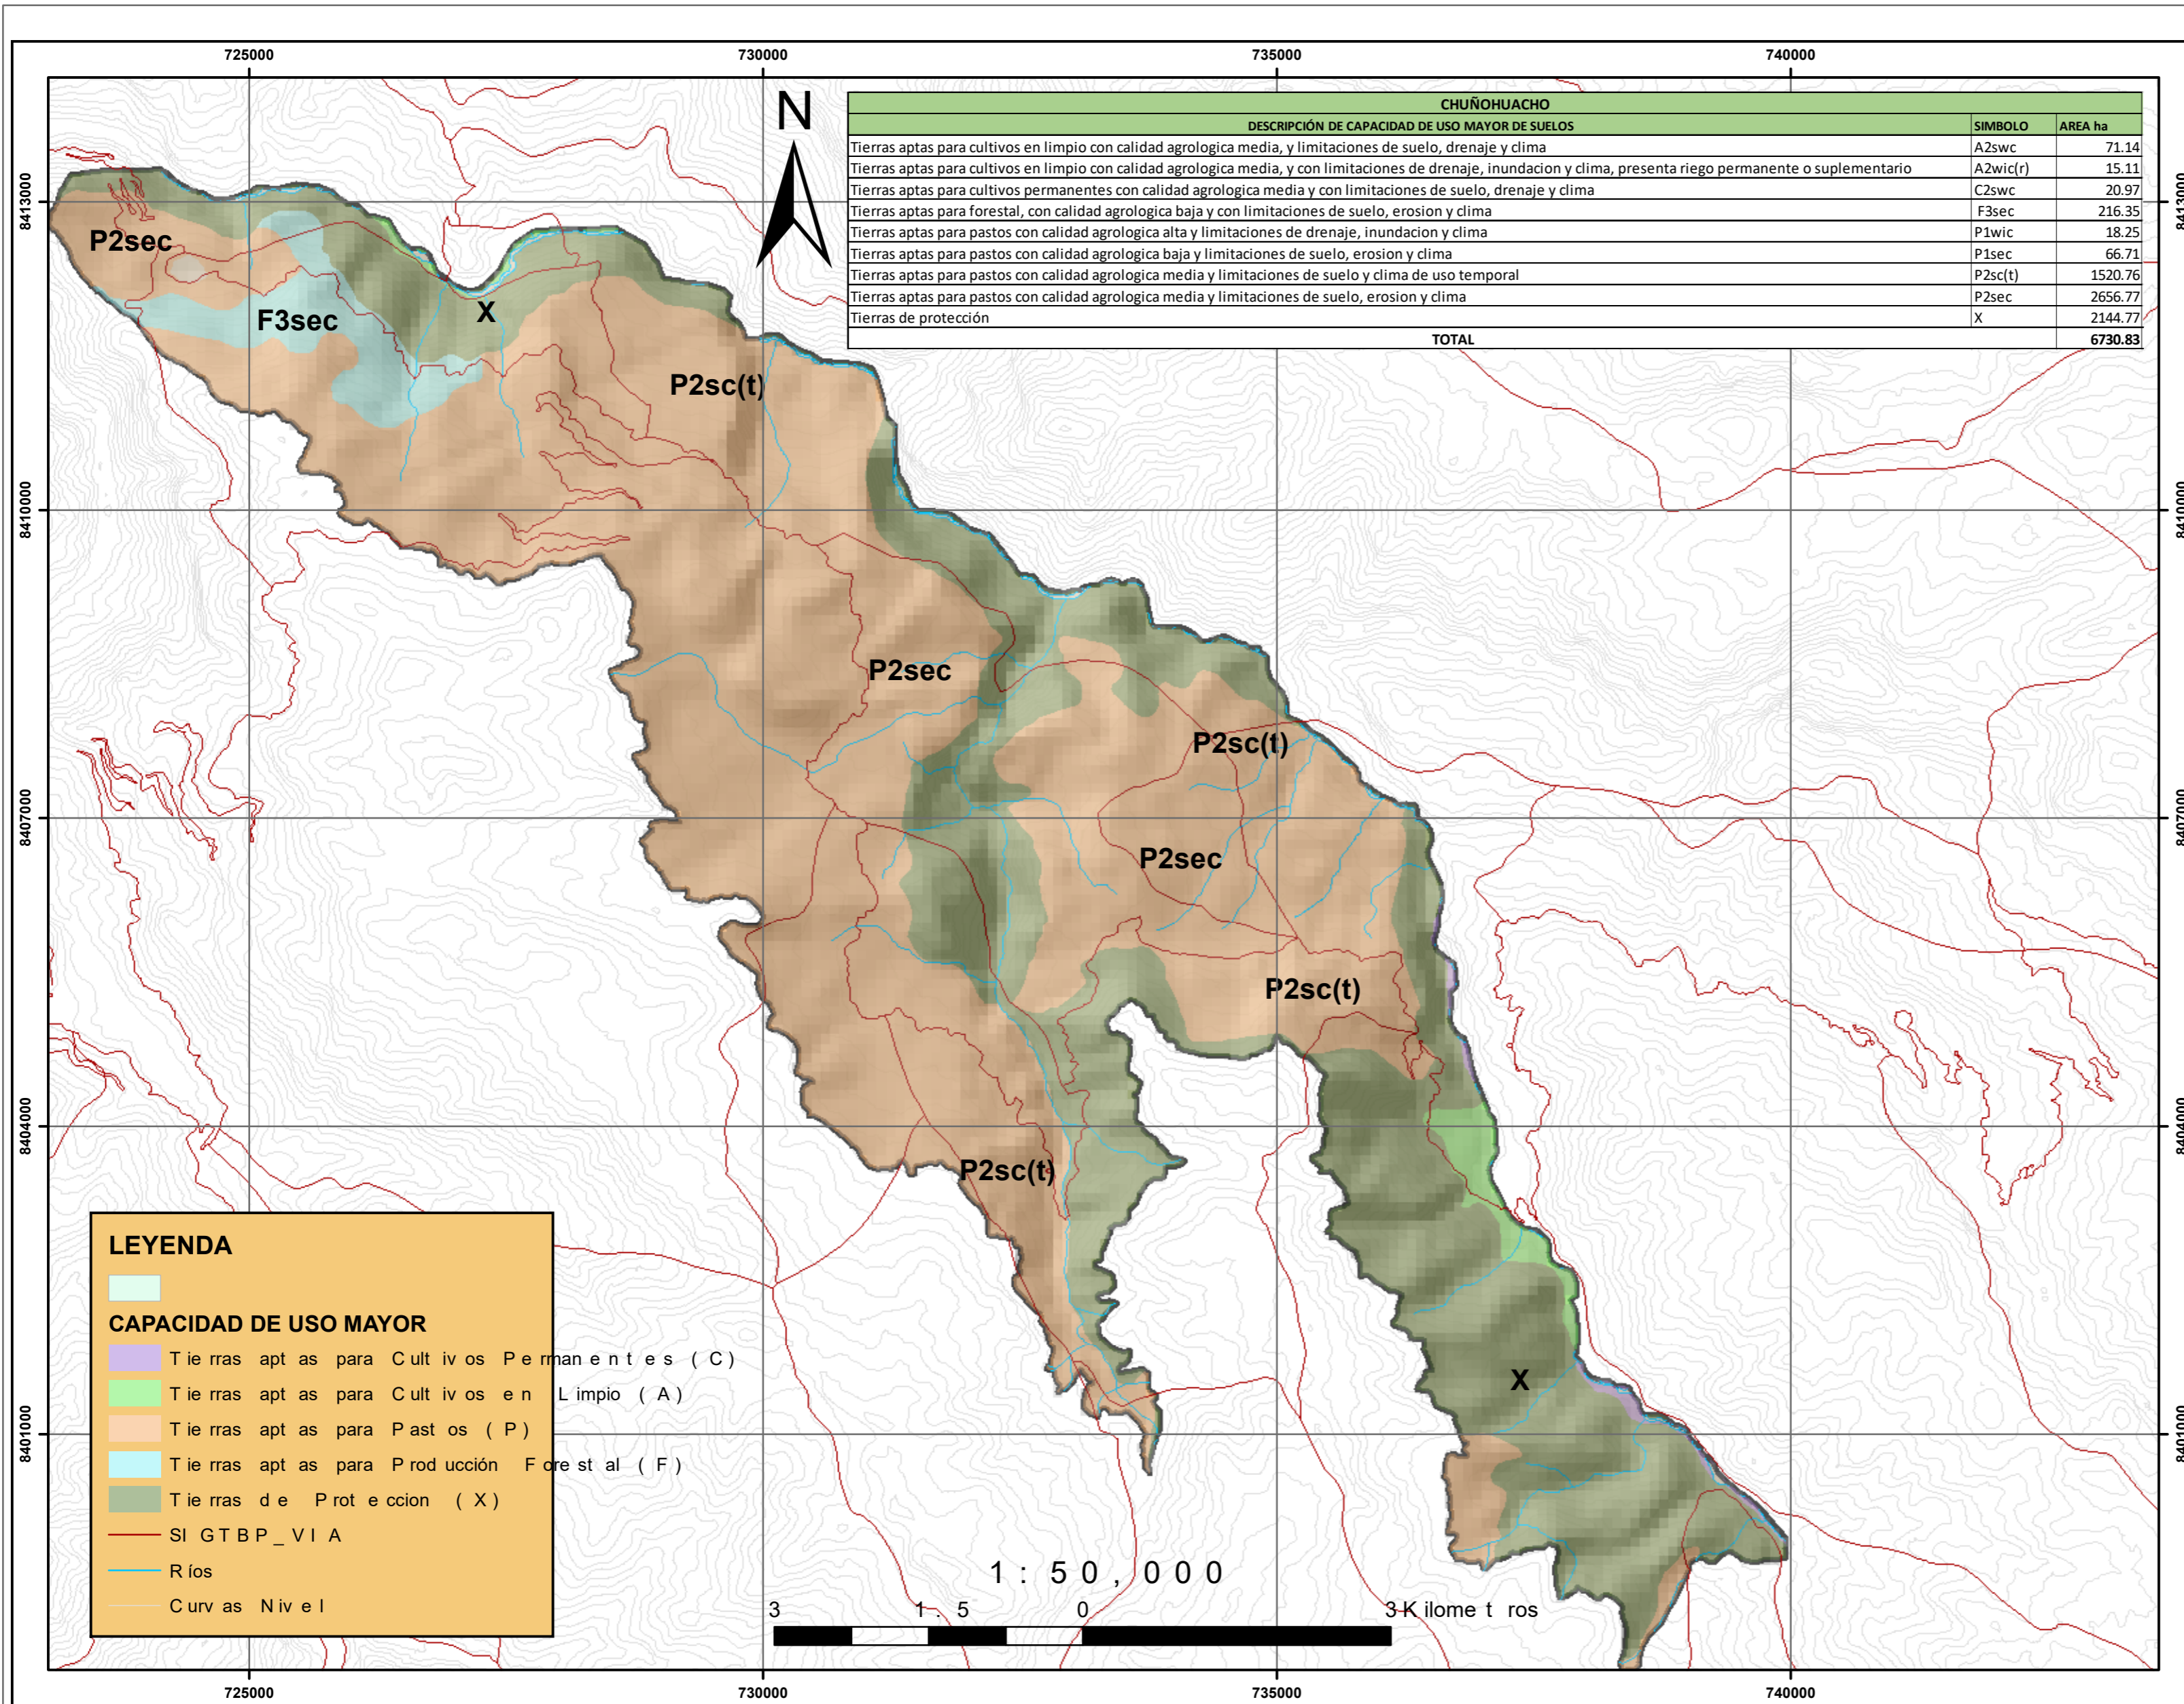 725000 730000 735000 740000
N
CHUÑOHUACHO
DESCRIPCIÓN DE CAPACIDAD DE USO MAYOR DE SUELOS SIMBOLO AREA ha
Tierras aptas para cultivos en limpio con calidad agrologica media, y limitaciones de suelo, drenaje y clima A2swc 71.14
Tierras aptas para cultivos en limpio con calidad agrologica media, y con limitaciones de drenaje, inundacion y clima, presenta riego permanente o suplementario A2wic(r) 15.11
Tierras aptas para cultivos permanentes con calidad agrologica media y con limitaciones de suelo, drenaje y clima C2swc 20.97
Tierras aptas para forestal, con calidad agrologica baja y con limitaciones de suelo, erosion y clima F3sec 216.35
Tierras aptas para pastos con calidad agrologica alta y limitaciones de drenaje, inundacion y clima P1wic 18.25
Tierras aptas para pastos con calidad agrologica baja y limitaciones de suelo, erosion y clima P1sec 66.71
Tierras aptas para pastos con calidad agrologica media y limitaciones de suelo y clima de uso temporal P2sc(t) 1520.76
Tierras aptas para pastos con calidad agrologica media y limitaciones de suelo, erosion y clima P2sec 2656.77
Tierras de protección X 2144.77
TOTAL 6730.83
8413000 8413000
P2sec
F3sec
X
P2sc(t)
8410000 8410000
P2sec
P2sc(t)
8407000 8407000
P2sec
P2sc(t)
8404000 8404000
P2sc(t)
X
8401000 8401000
LEYENDA
CAPACIDAD DE USO MAYOR
Tierras aptas para Cultivos Permanentes (C)
Tierras aptas para Cultivos en Limpio (A)
Tierras aptas para Pastos (P)
Tierras aptas para Producción Forestal (F)
Tierras de Proteccion (X)
SIGTBP_VIA
Ríos
Curvas Nivel
1:50,000
3 1.5 0 3 Kilometros
725000 730000 735000 740000